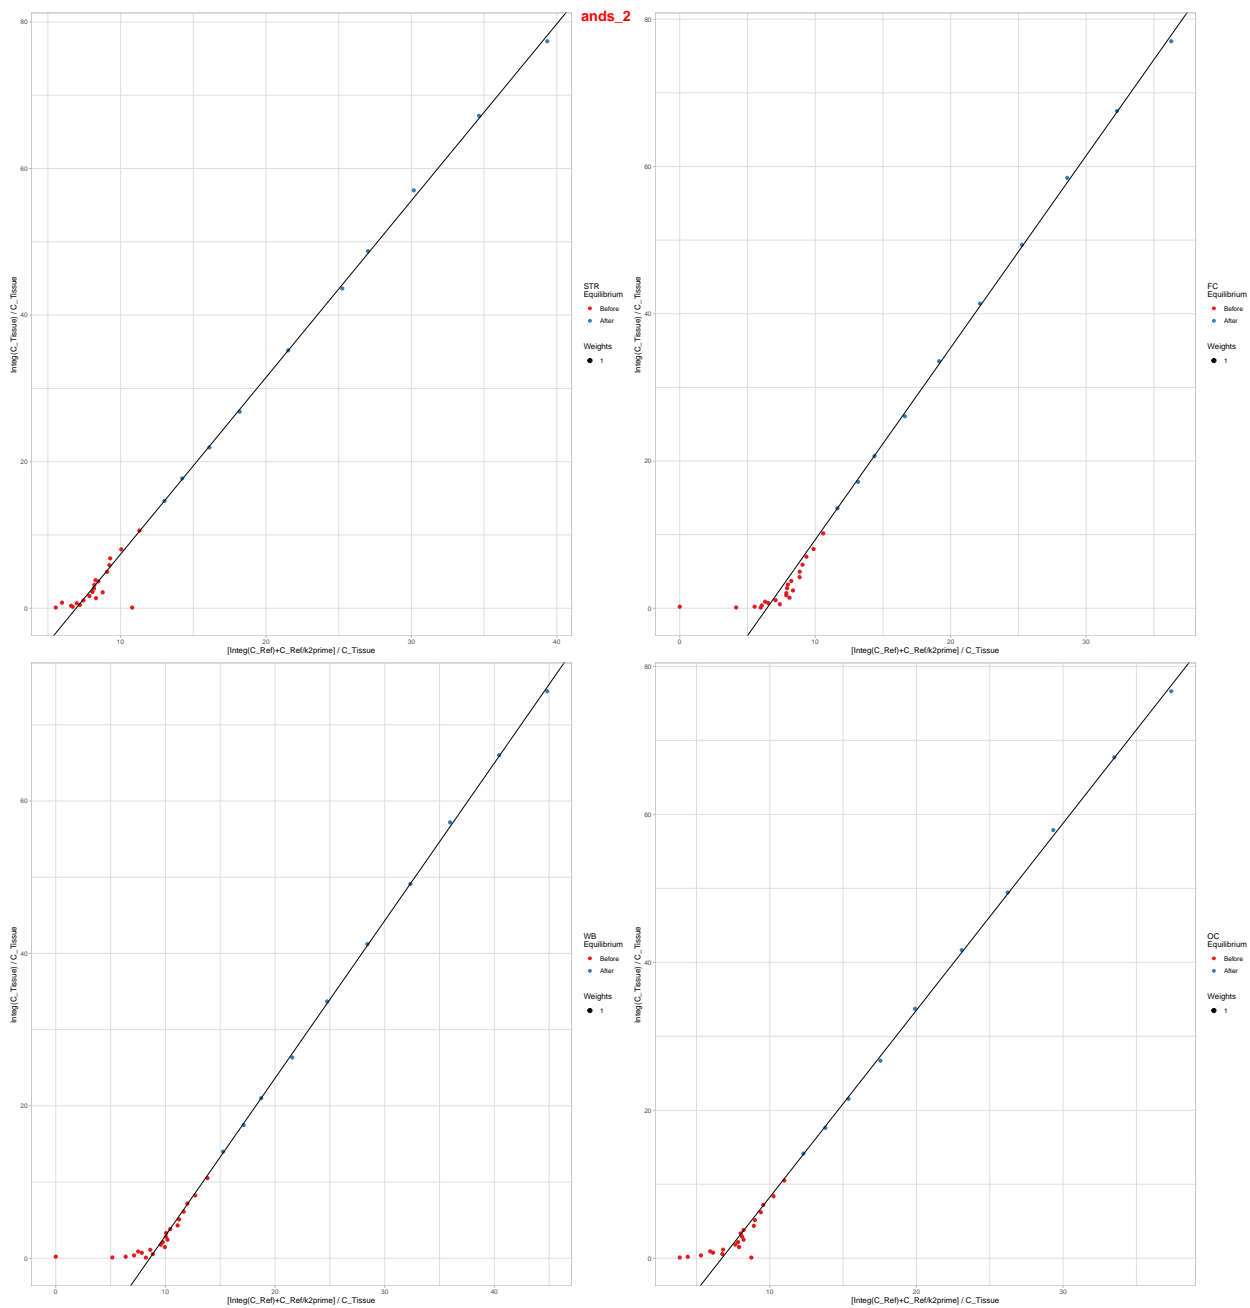 ands_2
80
60
40
20
0
10
20
30
40
Integ(C_Tissue) / C_Tissue
[Integ(C_Ref)+C_Ref/k2prime] / C_Tissue
STR
Equilibrium
Before
After
Weights
1
80
60
40
20
0
0
10
20
30
Integ(C_Tissue) / C_Tissue
[Integ(C_Ref)+C_Ref/k2prime] / C_Tissue
FC
Equilibrium
Before
After
Weights
1
60
40
20
0
0
10
20
30
40
Integ(C_Tissue) / C_Tissue
[Integ(C_Ref)+C_Ref/k2prime] / C_Tissue
WB
Equilibrium
Before
After
Weights
1
80
60
40
20
0
10
20
30
Integ(C_Tissue) / C_Tissue
[Integ(C_Ref)+C_Ref/k2prime] / C_Tissue
OC
Equilibrium
Before
After
Weights
1